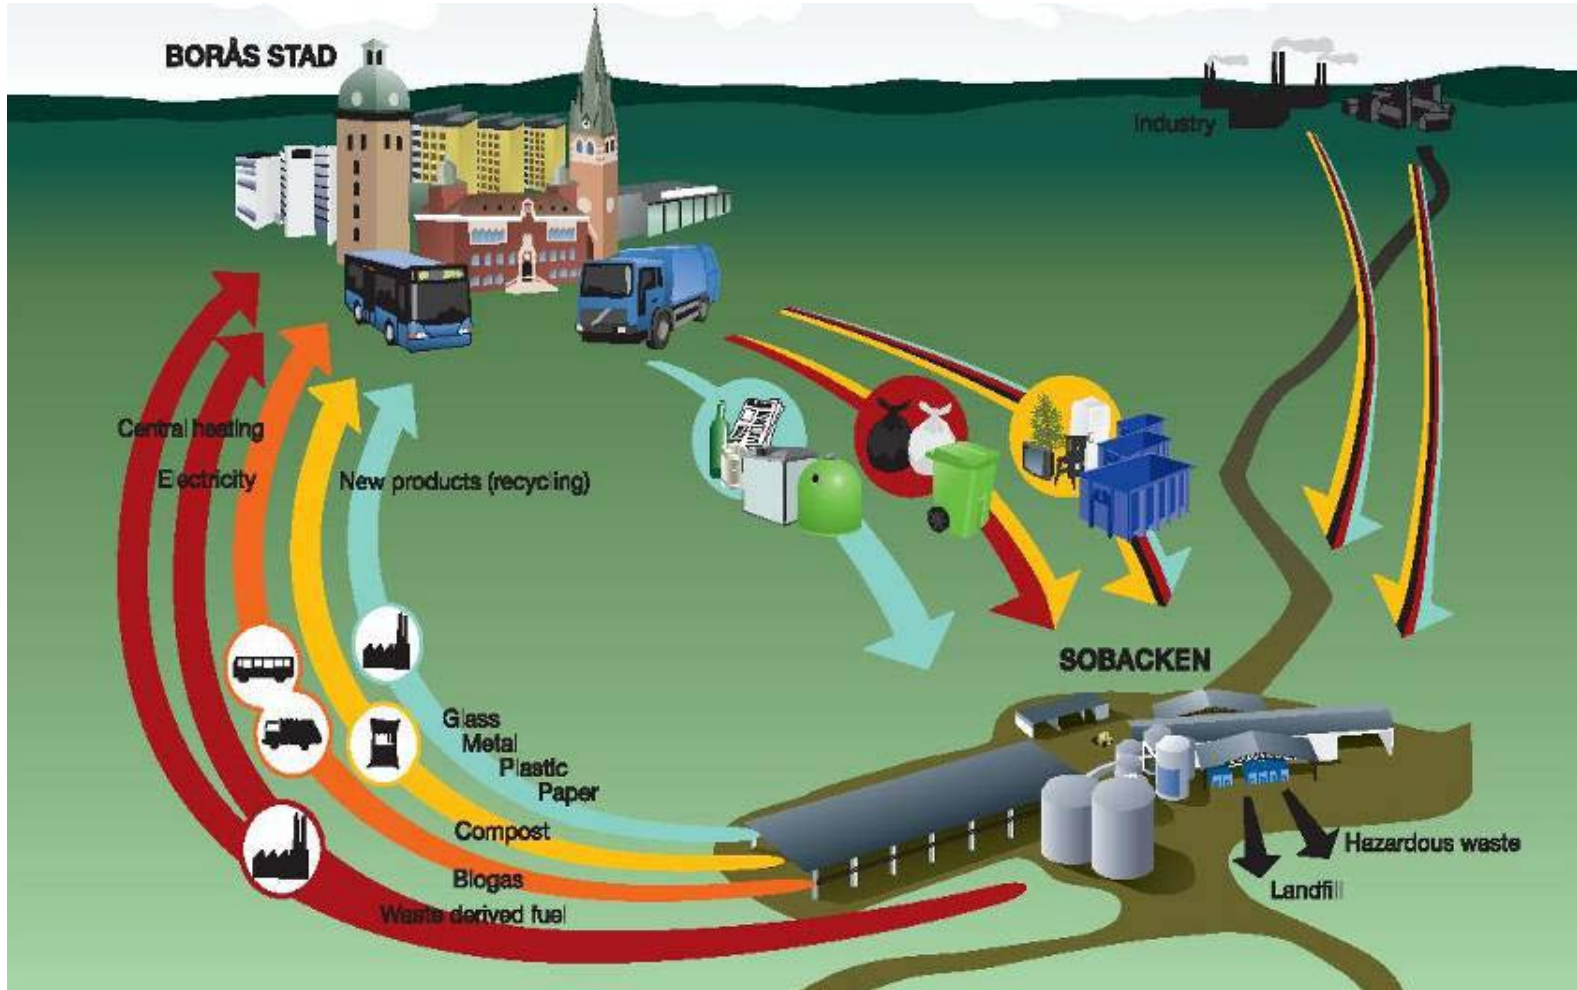 BORÅS STAD
Industry
Central heating
Electricity
New products (recycling)
SOBACKEN
Glass
Metal
Plastic
Paper
Compost
Biogas
Waste derived fuel
Hazardous waste
Landfill